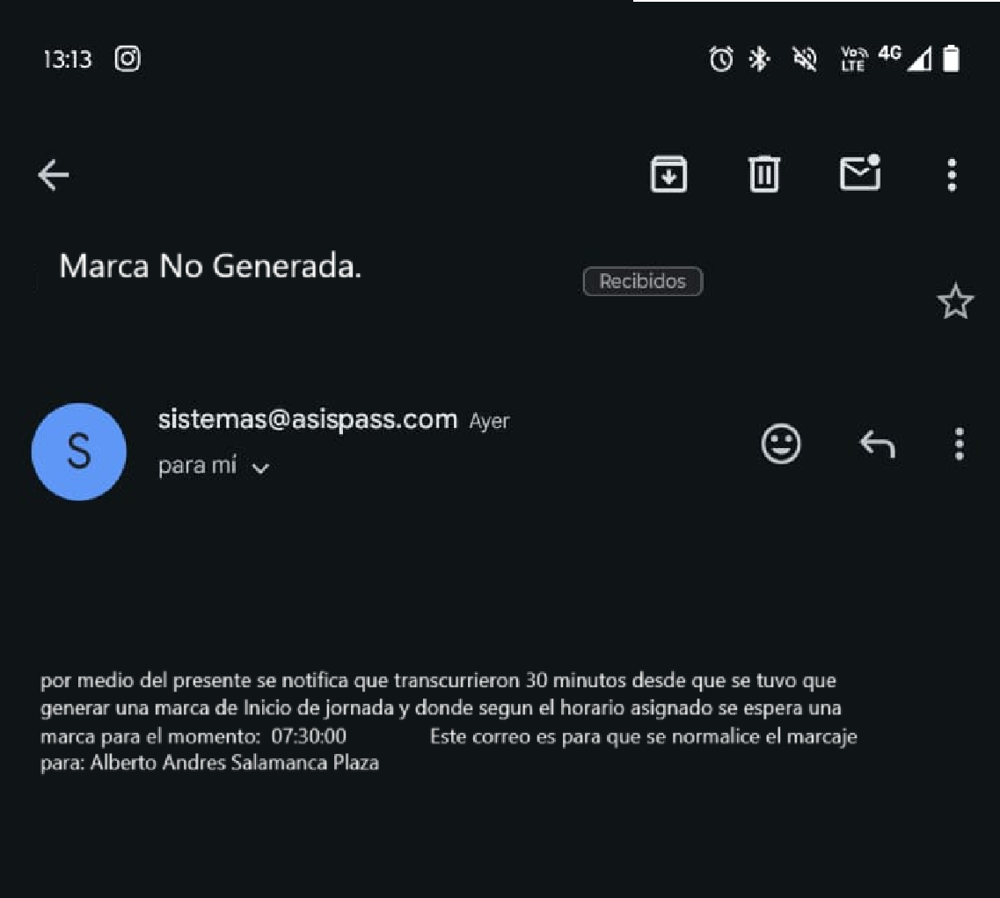 13:13
Vo LTE 4G
Marca No Generada.
Recibidos
S
sistemas@asispass.com Ayer
para mí
por medio del presente se notifica que transcurrieron 30 minutos desde que se tuvo que
generar una marca de Inicio de jornada y donde segun el horario asignado se espera una
marca para el momento: 07:30:00 Este correo es para que se normalice el marcaje
para: Alberto Andres Salamanca Plaza